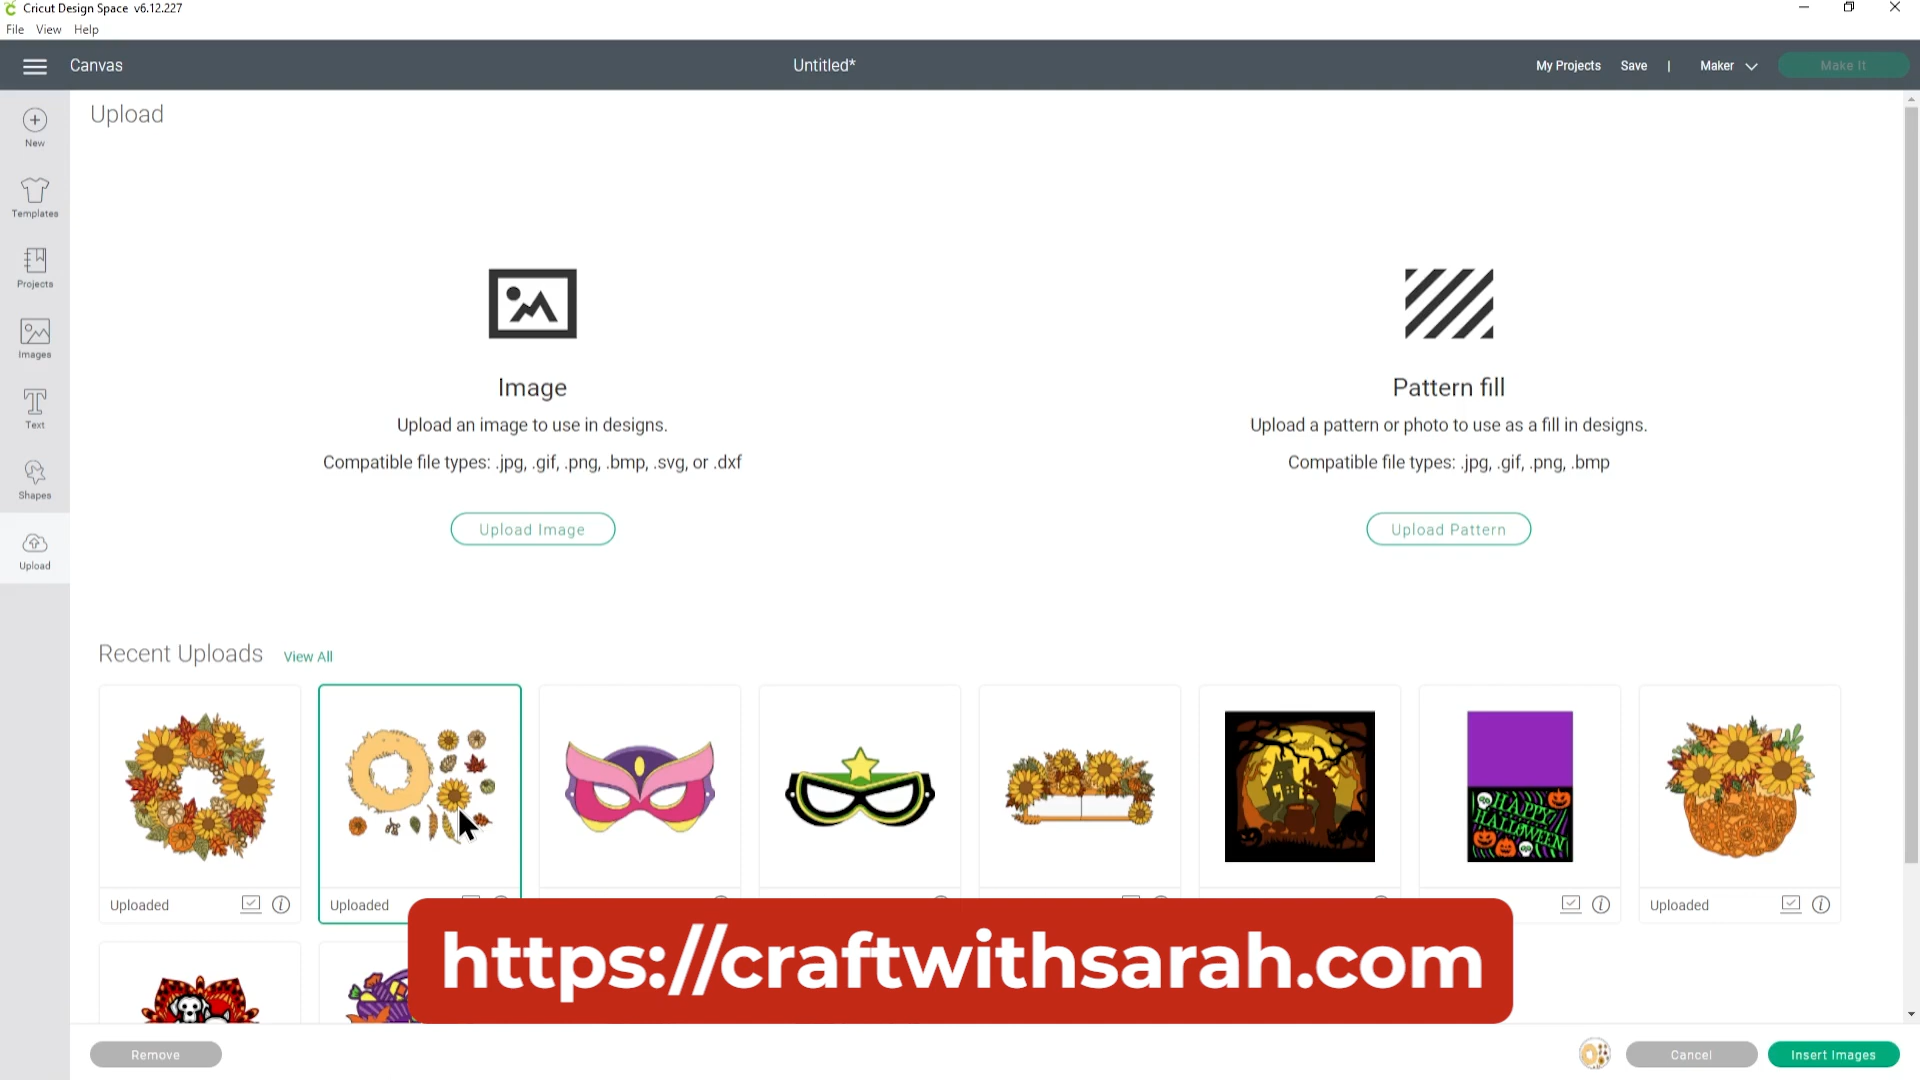 Cricut Design Space v6.12.227
File View Help
Canvas
Untitled*
My Projects Save | Maker Make It
New
Templates
Projects
Images
Text
Shapes
Upload
Upload
Image
Upload an image to use in designs.
Compatible file types: .jpg, .gif, .png, .bmp, .svg, or .dxf
Upload Image
Pattern fill
Upload a pattern or photo to use as a fill in designs.
Compatible file types: .jpg, .gif, .png, .bmp
Upload Pattern
Recent Uploads View All
HAPPY
HALLOWEEN
Uploaded
Uploaded
Uploaded
https://craftwithsarah.com
Remove
Cancel
Insert Images